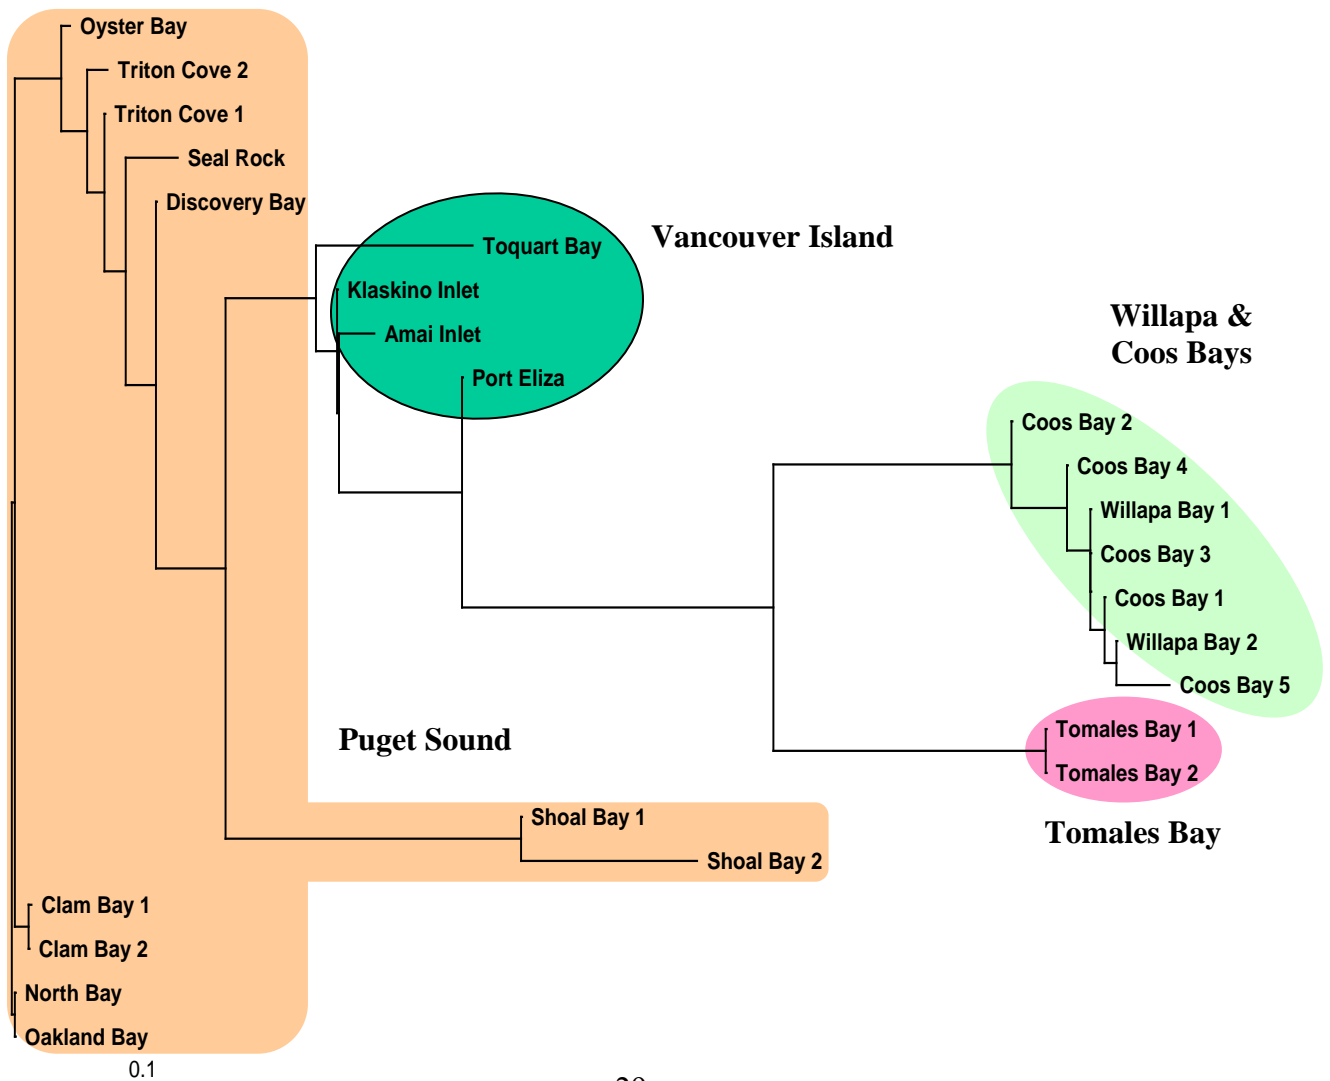 Oyster Bay
Triton Cove 2
Triton Cove 1
Seal Rock
Discovery Bay
Vancouver Island
Toquart Bay
Klaskino Inlet
Amai Inlet
Port Eliza
Willapa &
Coos Bays
Coos Bay 2
Coos Bay 4
Willapa Bay 1
Coos Bay 3
Coos Bay 1
Willapa Bay 2
Coos Bay 5
Tomales Bay 1
Puget Sound
Tomales Bay 2
Shoal Bay 1
Tomales Bay
Shoal Bay 2
Clam Bay 1
Clam Bay 2
North Bay
Oakland Bay
0.1